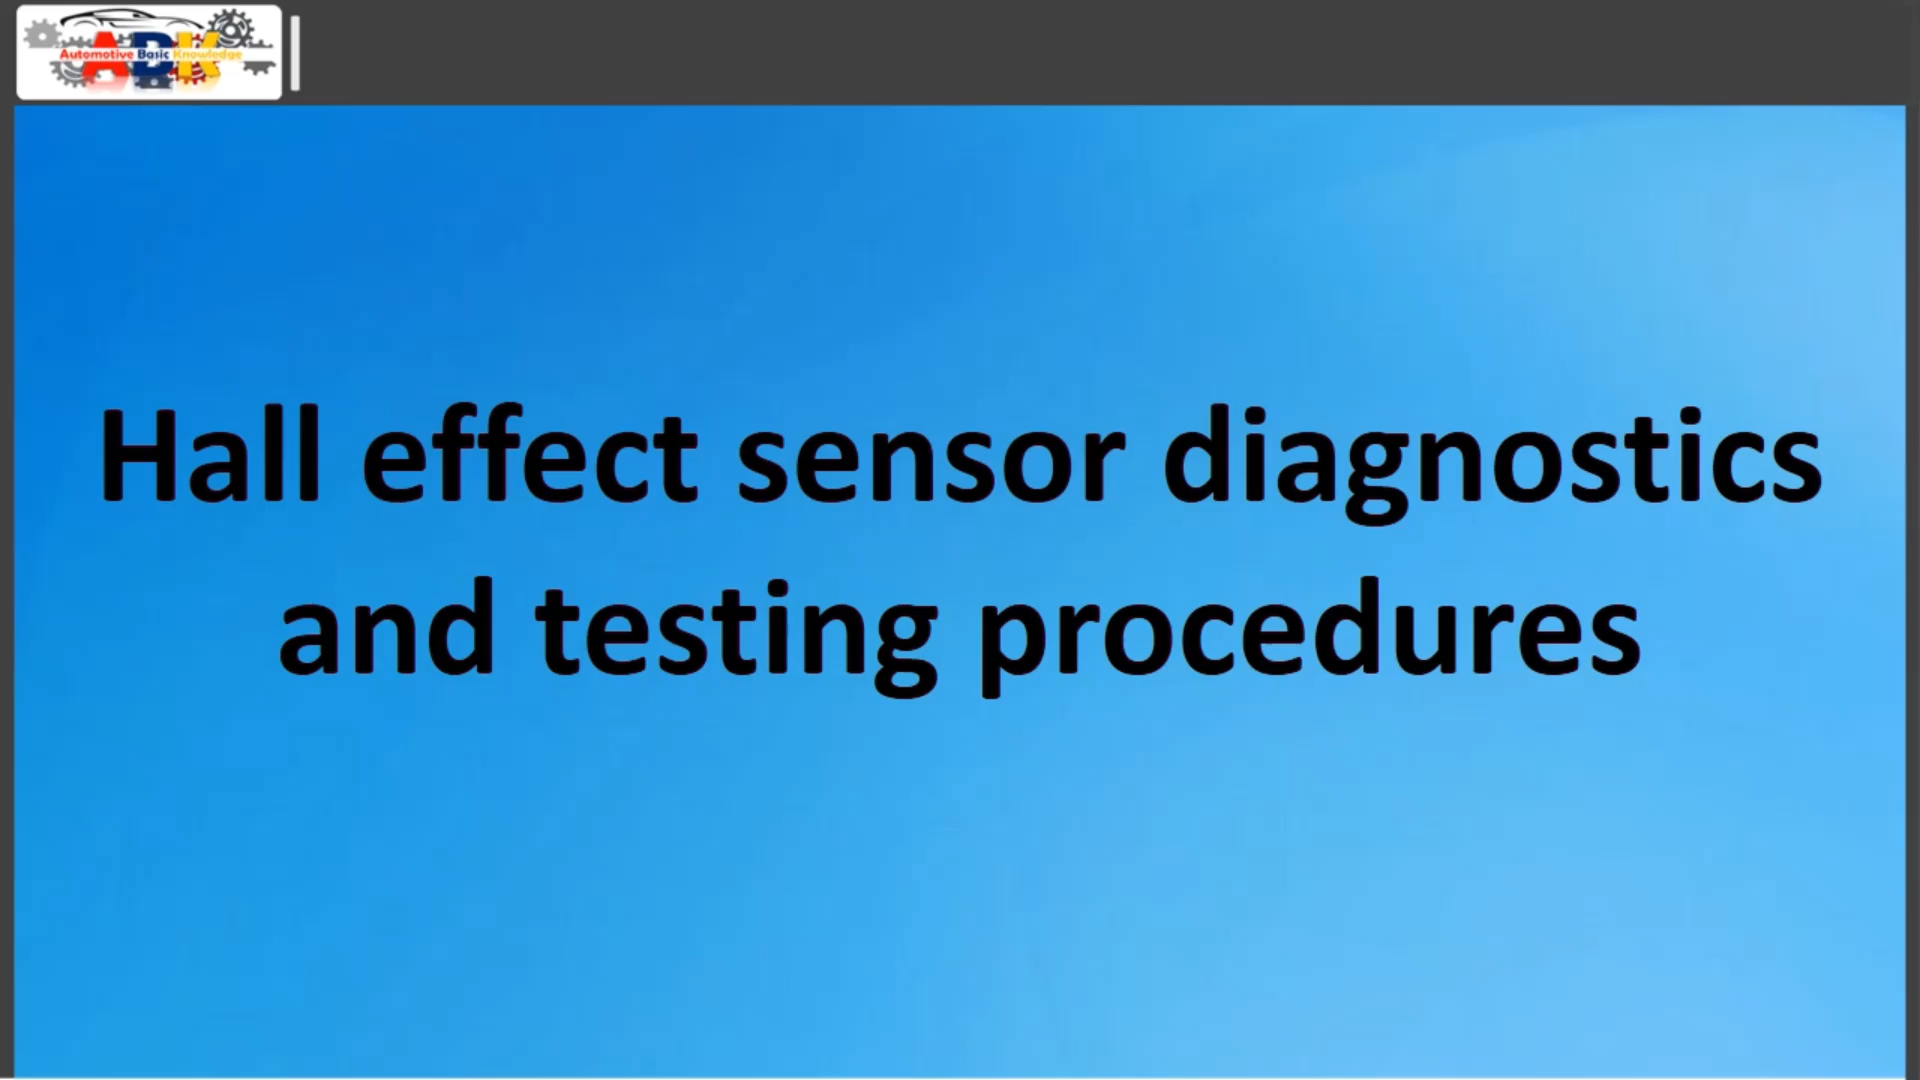 ABK
Automotive Basic Knowledge
Hall effect sensor diagnostics
and testing procedures